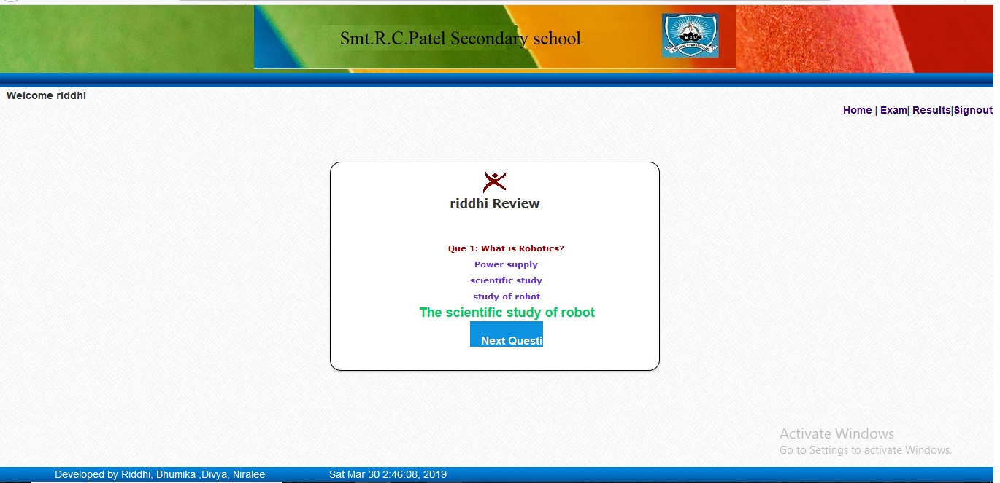 Smt.R.C.Patel Secondary school
Welcome riddhi
Home | Exam| Results|Signout
riddhi Review
Que 1: What is Robotics?
Power supply
scientific study
study of robot
The scientific study of robot
Next Questi
Activate Windows
Go to Settings to activate Windows.
Developed by Riddhi, Bhumika ,Divya, Niralee
Sat Mar 30 2:46:08, 2019